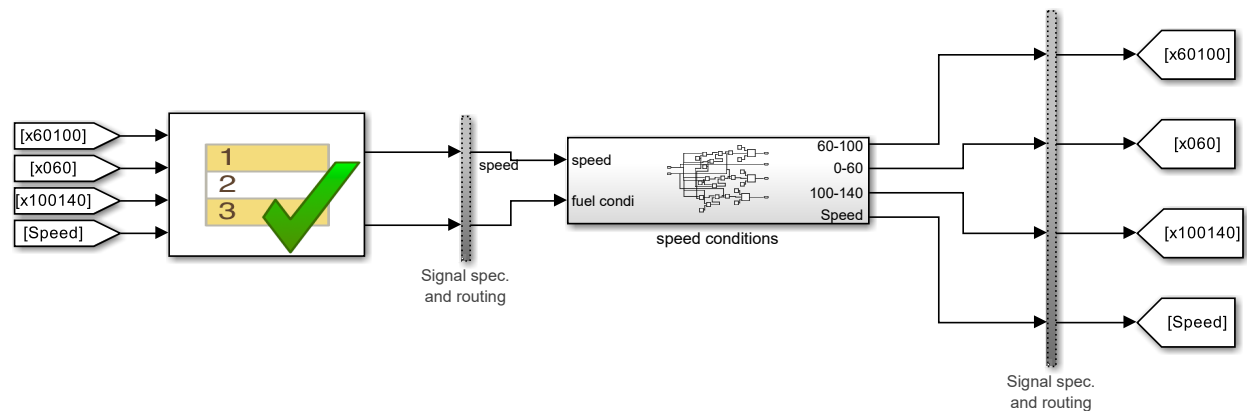 [x60100]
[x060]
[x100140]
[Speed]
1
2
3
Signal spec.
and routing
speed
speed
fuel condi
60-100
0-60
100-140
Speed
speed conditions
Signal spec.
and routing
[x60100]
[x060]
[x100140]
[Speed]